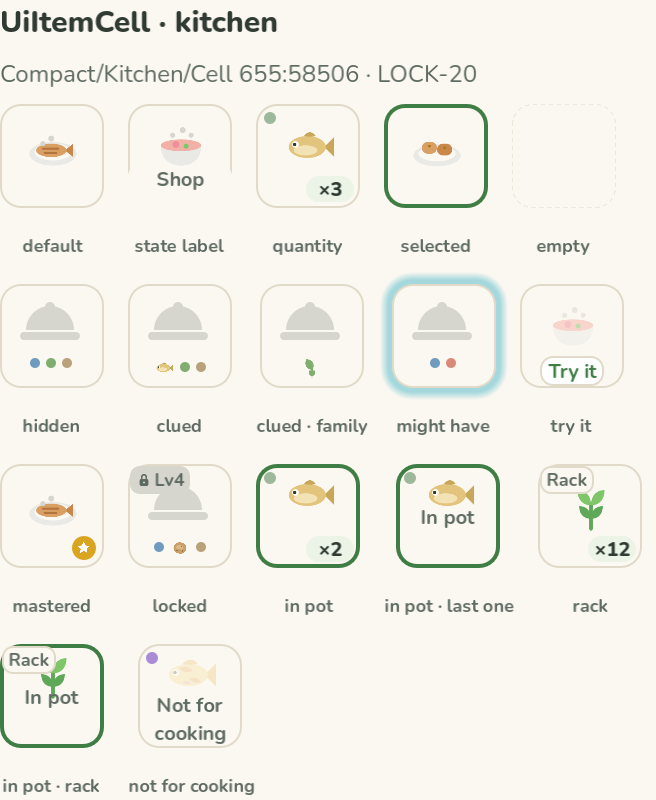 UiItemCell · kitchen
Compact/Kitchen/Cell 655:58506 · LOCK-20
Shop
×3
default
state label
quantity
selected
empty
Try it
hidden
clued
clued · family
might have
try it
Lv4
×2
In pot
Rack
×12
mastered
locked
in pot
in pot · last one
rack
Rack
In pot
Not for
cooking
in pot · rack
not for cooking